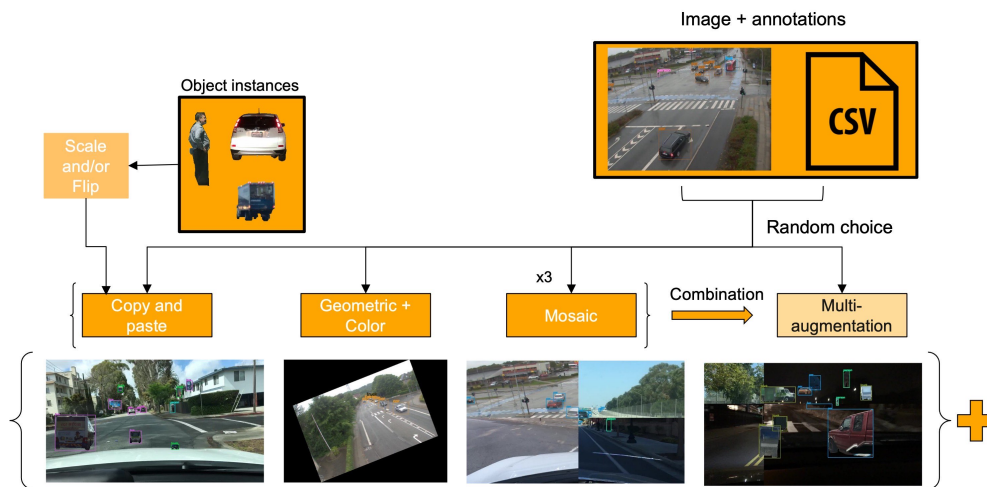 Image + annotations
Object instances
CSV
Scale
and/or
Flip
Random choice
x3
Copy and
paste
Geometric +
Color
Mosaic
Combination
Multi-
augmentation